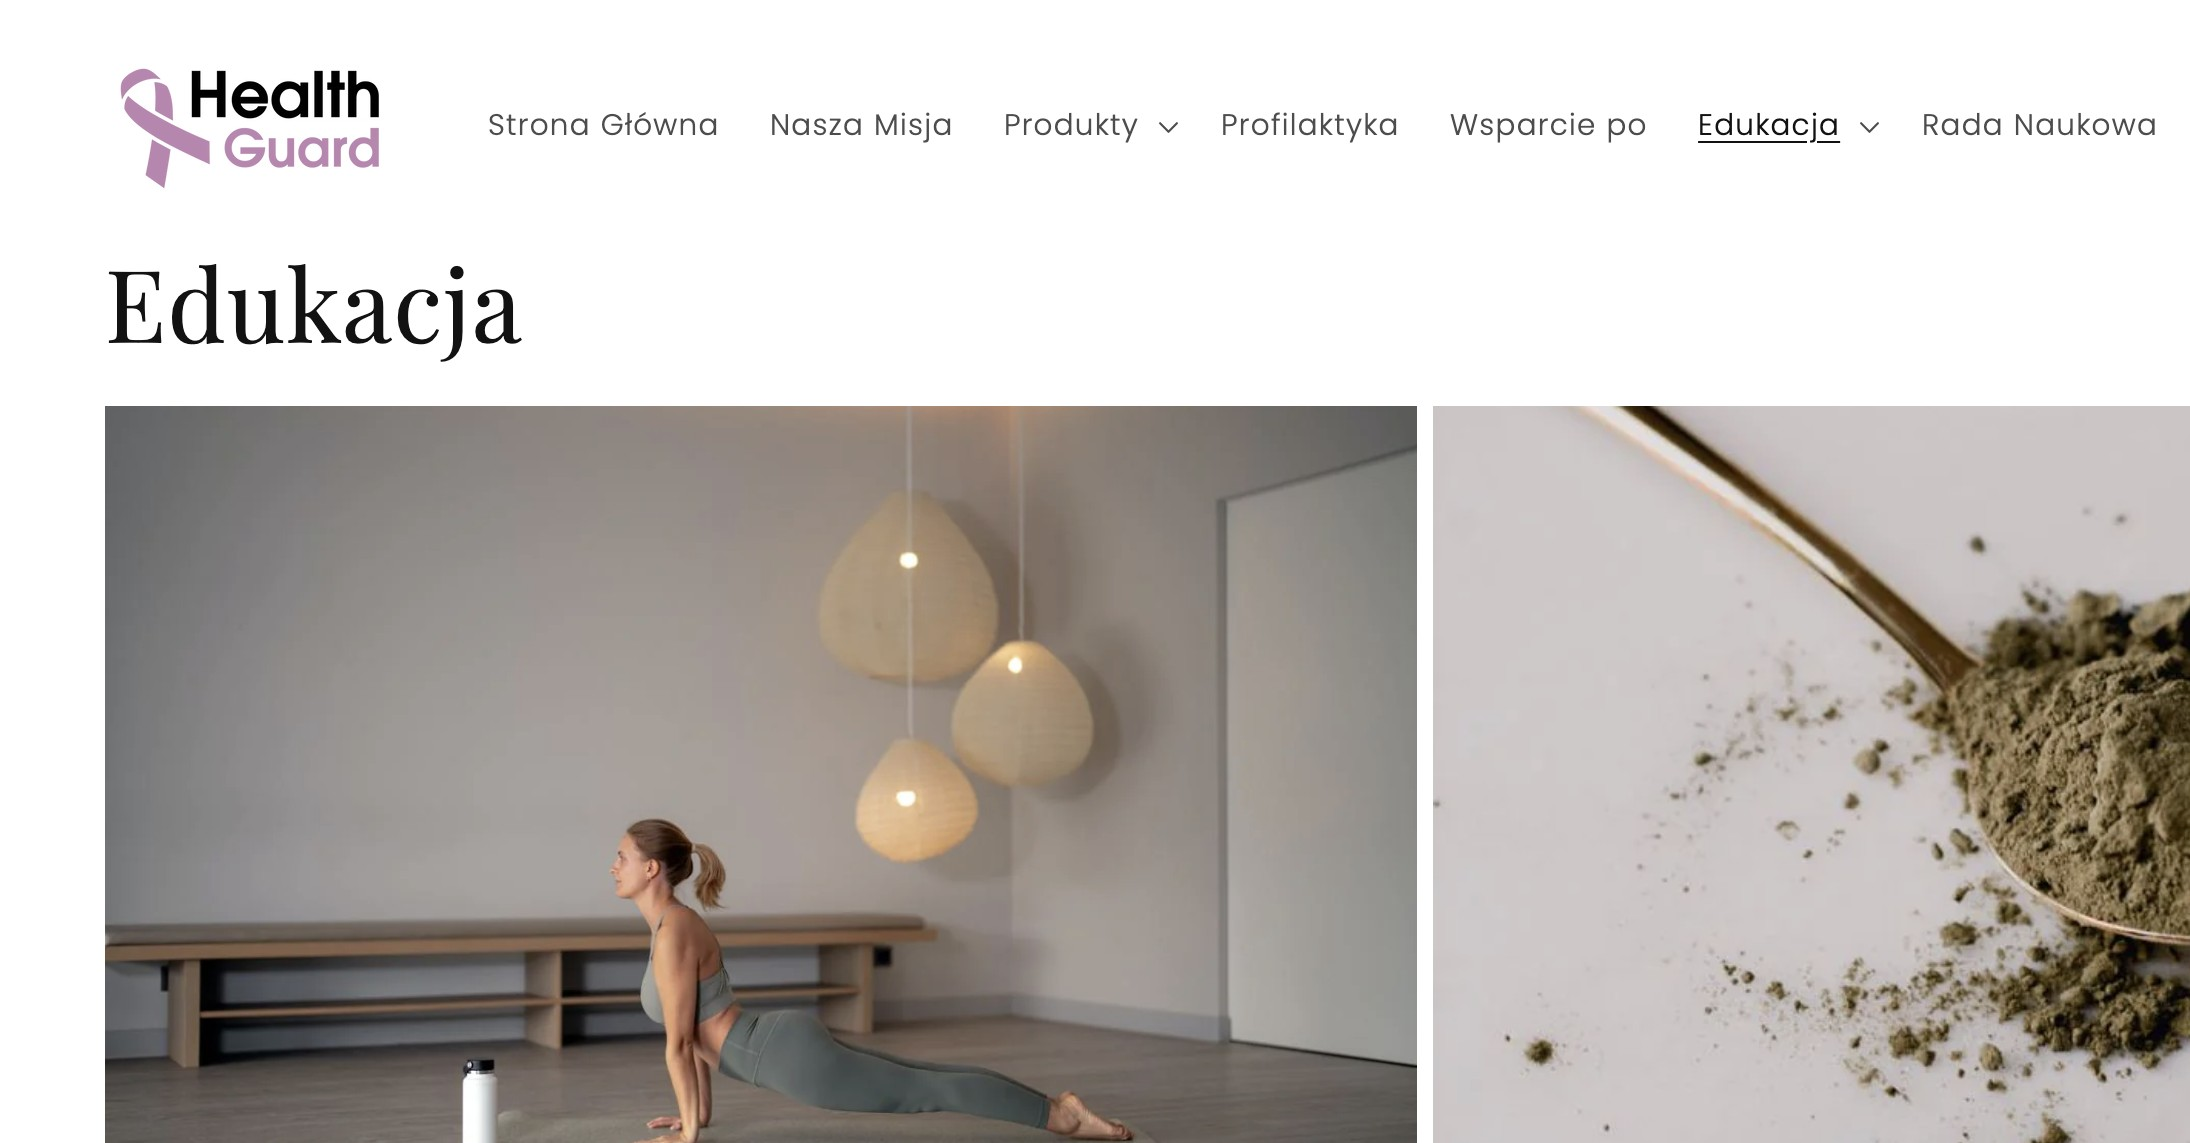 Health
Guard
Strona Główna Nasza Misja Produkty Profilaktyka Wsparcie po Edukacja Rada Naukowa
Edukacja